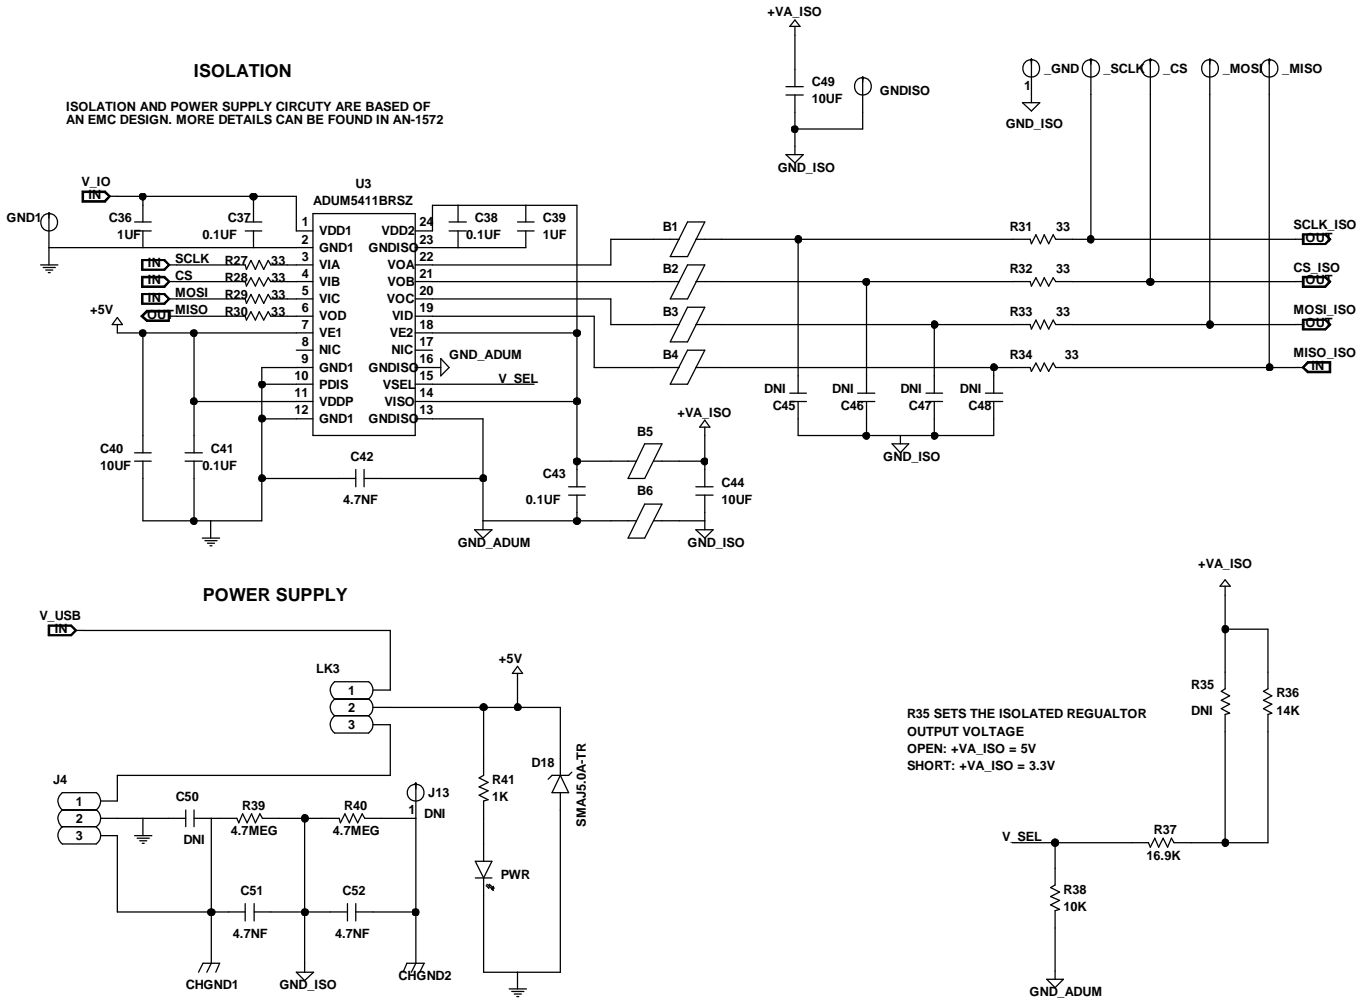 +VA_ISO
C49
10UF
GNDISO
GND_ISO
_GND
_SCLK
_CS
_MOSI
_MISO
1
GND_ISO
ISOLATION
ISOLATION AND POWER SUPPLY CIRCUTY ARE BASED OF
AN EMC DESIGN. MORE DETAILS CAN BE FOUND IN AN-1572
V_IO
IN
GND1
C36
1UF
C37
0.1UF
U3
ADUM5411BRSZ
1 VDD1
2 GND1
3 VIA
4 VIB
5 VIC
6 VOD
7 VE1
8 NIC
9 GND1
10 PDIS
11 VDDP
12 GND1
VDD2 24
GNDISO 23
VOA 22
VOB 21
VOC 20
VID 19
VE2 18
NIC 17
GNDISO 16
VSEL 15
VISO 14
GNDISO 13
IN SCLK R27 33
IN CS R28 33
IN MOSI R29 33
OUT MISO R30 33
+5V
C38
0.1UF
C39
1UF
GND_ADUM
V_SEL
B1
B2
B3
B4
R31 33
R32 33
R33 33
R34 33
SCLK_ISO
OUT
CS_ISO
OUT
MOSI_ISO
OUT
MISO_ISO
IN
DNI
C45
DNI
C46
DNI
C47
DNI
C48
GND_ISO
C40
10UF
C41
0.1UF
C42
4.7NF
GND_ADUM
C43
0.1UF
B5
B6
+VA_ISO
C44
10UF
GND_ISO
POWER SUPPLY
V_USB
IN
LK3
1
2
3
+5V
J4
1
2
3
C50
DNI
R39
4.7MEG
R40
4.7MEG
J13
1
DNI
C51
4.7NF
C52
4.7NF
CHGND1
GND_ISO
CHGND2
R41
1K
PWR
D18
SMAJ5.0A-TR
+VA_ISO
R35
DNI
R36
14K
R35 SETS THE ISOLATED REGUALTOR
OUTPUT VOLTAGE
OPEN: +VA_ISO = 5V
SHORT: +VA_ISO = 3.3V
V_SEL
R37
16.9K
R38
10K
GND_ADUM